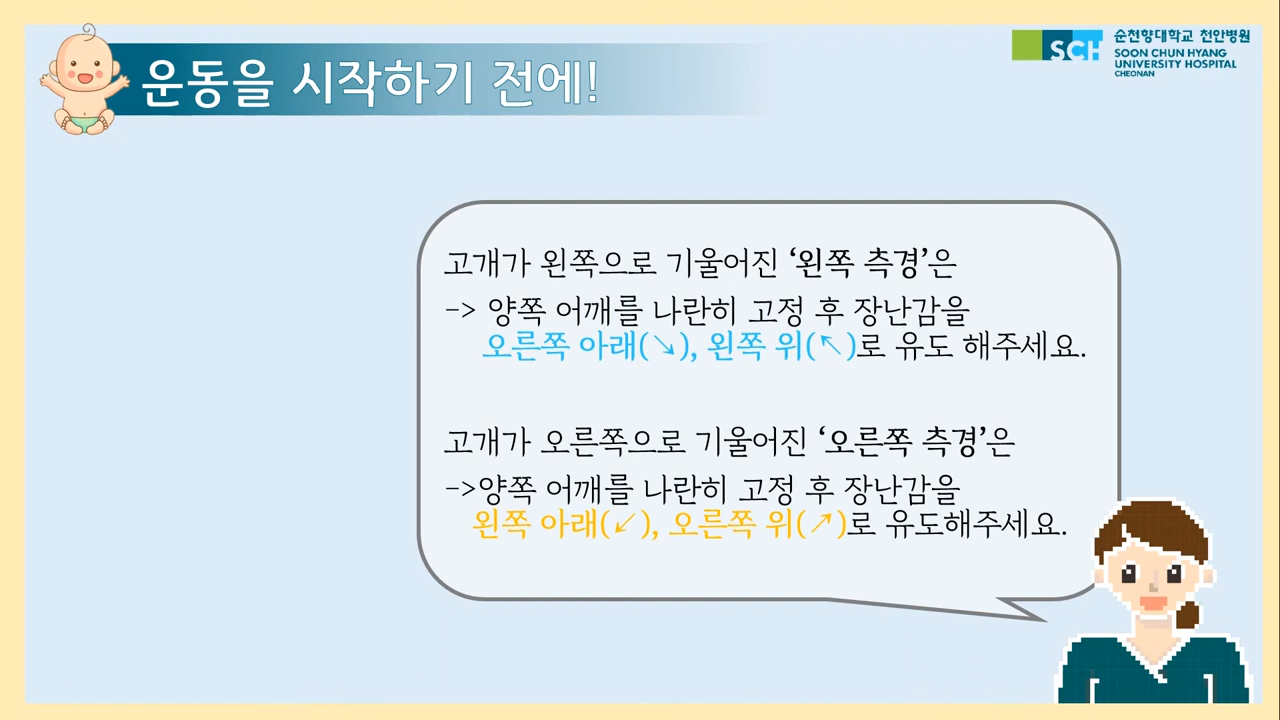 운동을 시작하기 전에!
SCH
순천향대학교 천안병원
SOON CHUN HYANG
UNIVERSITY HOSPITAL
CHEONAN
고개가 왼쪽으로 기울어진 ‘왼쪽 측경’은
-> 양쪽 어깨를 나란히 고정 후 장난감을
오른쪽 아래(↘), 왼쪽 위(↖)로 유도 해주세요.
고개가 오른쪽으로 기울어진 ‘오른쪽 측경’은
->양쪽 어깨를 나란히 고정 후 장난감을
왼쪽 아래(↙), 오른쪽 위(↗)로 유도해주세요.